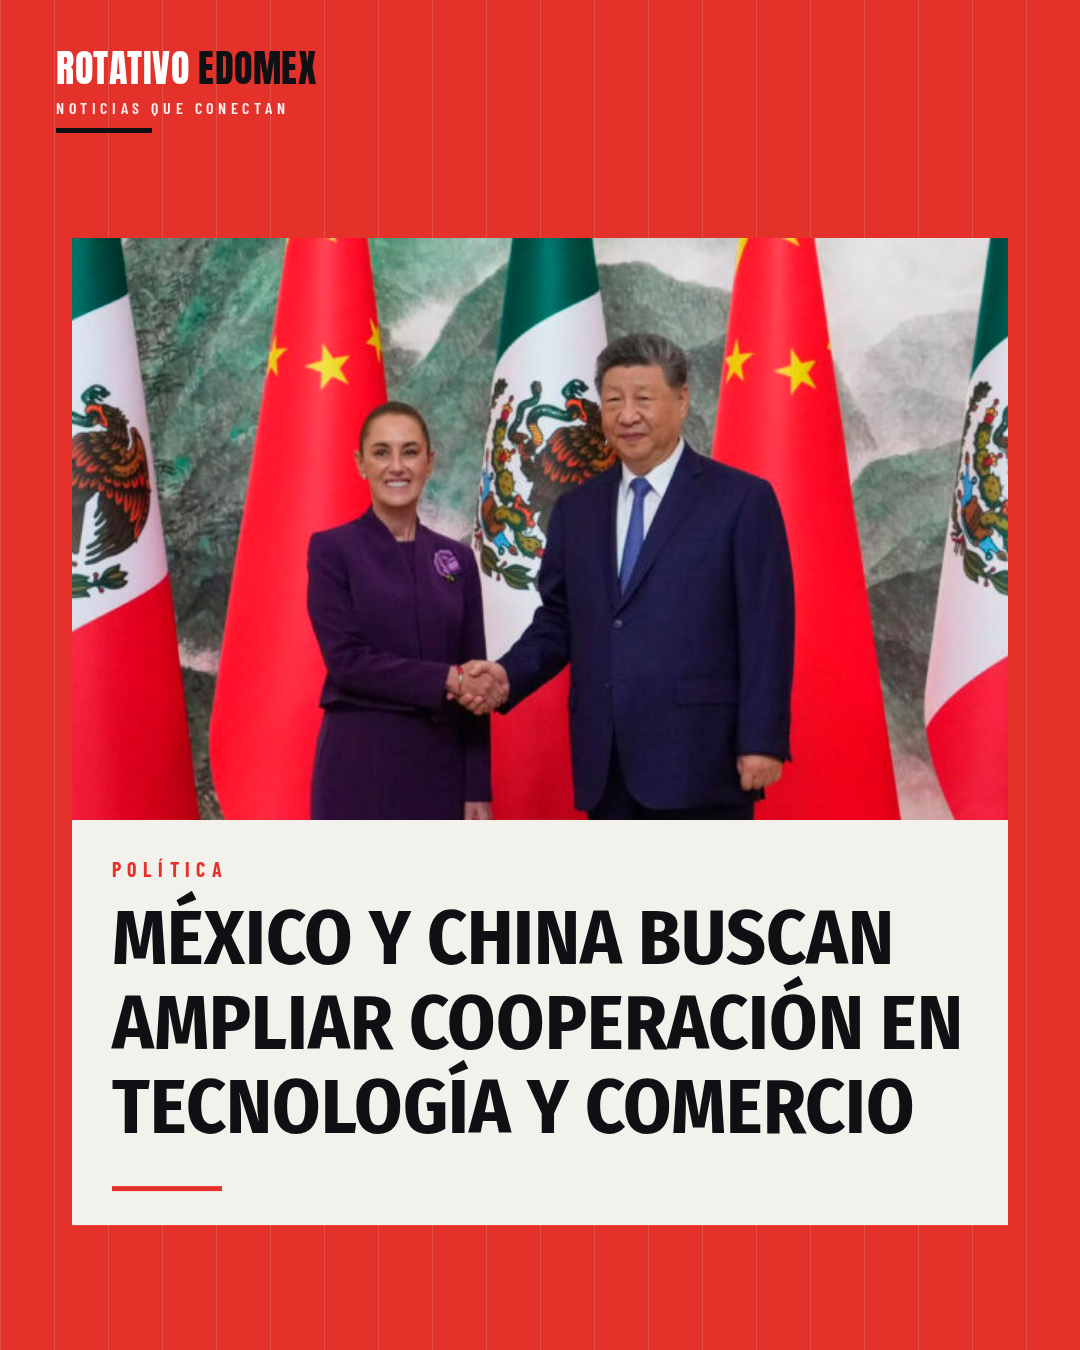 ROTATIVO EDOMEX
NOTICIAS QUE CONECTAN
POLÍTICA
MÉXICO Y CHINA BUSCAN
AMPLIAR COOPERACIÓN EN
TECNOLOGÍA Y COMERCIO